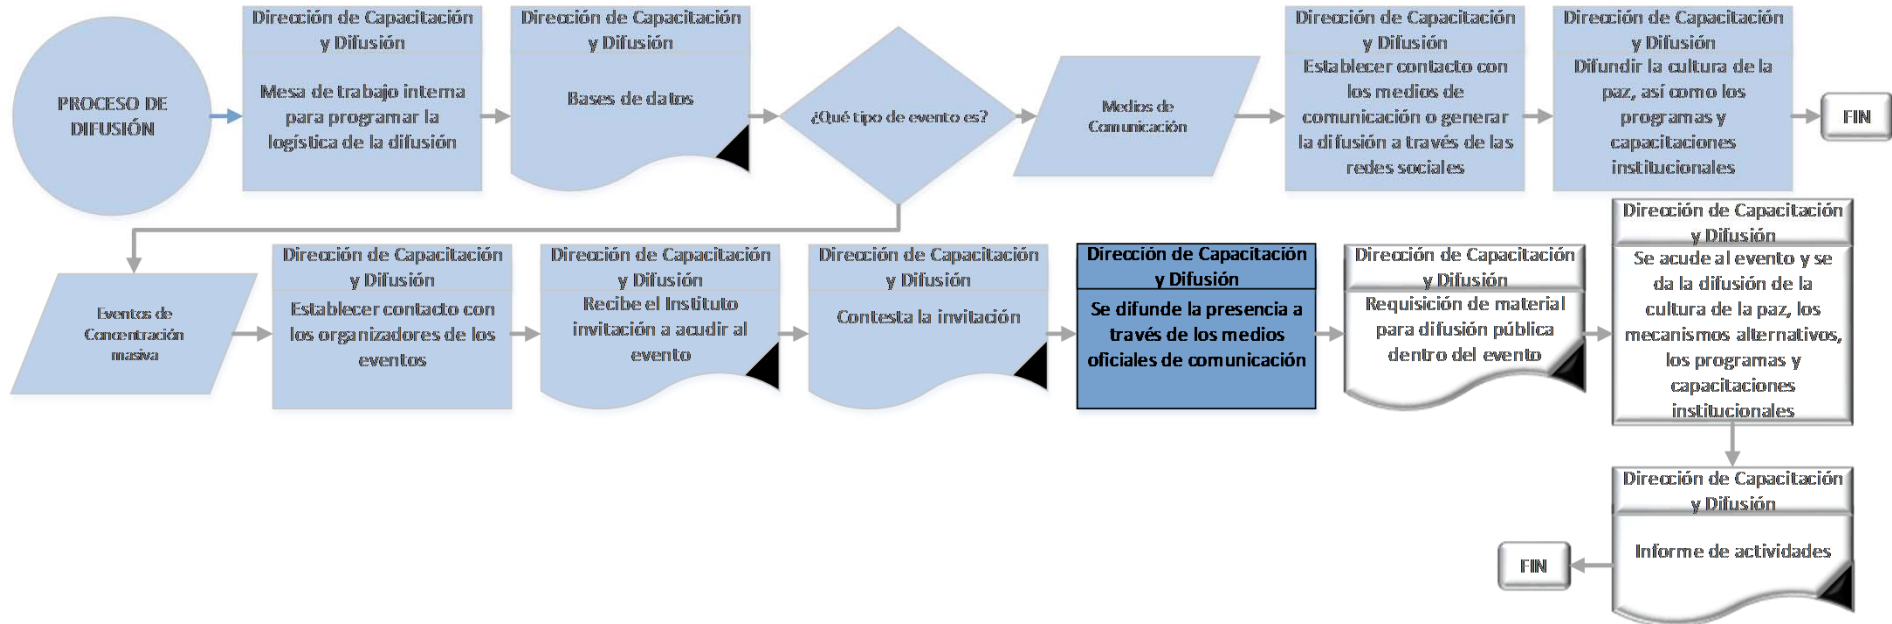 PROCESO DE
DIFUSIÓN
Dirección de Capacitación
y Difusión
Mesa de trabajo interna
para programar la
logística de la difusión
Dirección de Capacitación
y Difusión
Bases de datos
¿Qué tipo de evento es?
Medios de
Comunicación
Dirección de Capacitación
y Difusión
Establecer contacto con
los medios de
comunicación o generar
la difusión a través de las
redes sociales
Dirección de Capacitación
y Difusión
Difundir la cultura de la
paz, así como los
programas y
capacitaciones
institucionales
FIN
Eventos de
Concentración
masiva
Dirección de Capacitación
y Difusión
Establecer contacto con
los organizadores de los
eventos
Dirección de Capacitación
y Difusión
Recibe el Instituto
invitación a acudir al
evento
Dirección de Capacitación
y Difusión
Contesta la invitación
Dirección de Capacitación
y Difusión
Se difunde la presencia a
través de los medios
oficiales de comunicación
Dirección de Capacitación
y Difusión
Requisición de material
para difusión pública
dentro del evento
Dirección de Capacitación
y Difusión
Se acude al evento y se
da la difusión de la
cultura de la paz, los
mecanismos alternativos,
los programas y
capacitaciones
institucionales
Dirección de Capacitación
y Difusión
Informe de actividades
FIN